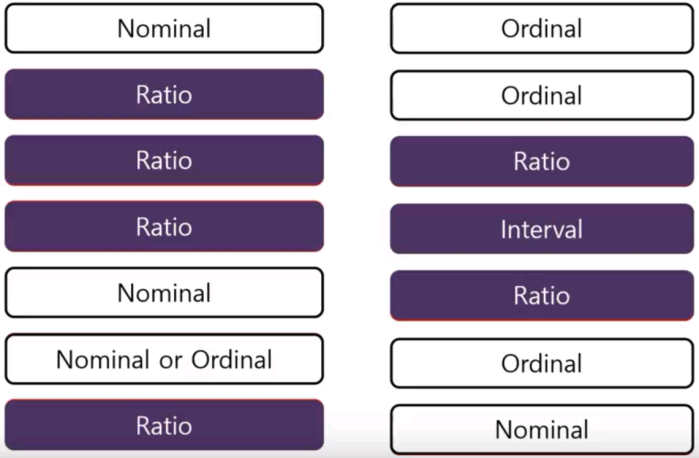 Nominal
Ratio
Ratio
Ratio
Nominal
Nominal or Ordinal
Ratio
Ordinal
Ordinal
Ratio
Interval
Ratio
Ordinal
Nominal